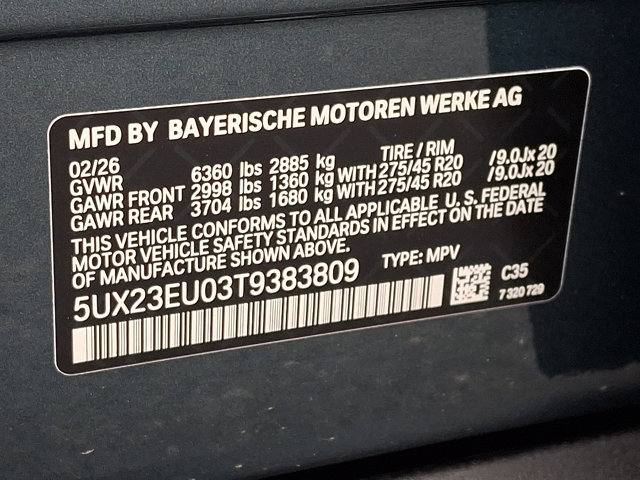 MFD BY BAYERISCHE MOTOREN WERKE AG
02/26 TIRE / RIM
GVWR 6360 lbs 2885 kg
GAWR FRONT 2998 lbs 1360 kg WITH 275/45 R20 /9.0Jx20
GAWR REAR 3704 lbs 1680 kg WITH 275/45 R20 /9.0Jx20
THIS VEHICLE CONFORMS TO ALL APPLICABLE U. S. FEDERAL
MOTOR VEHICLE SAFETY STANDARDS IN EFFECT ON THE DATE
OF MANUFACTURE SHOWN ABOVE.
5UX23EU03T9383809 TYPE: MPV
C35
7 320 729